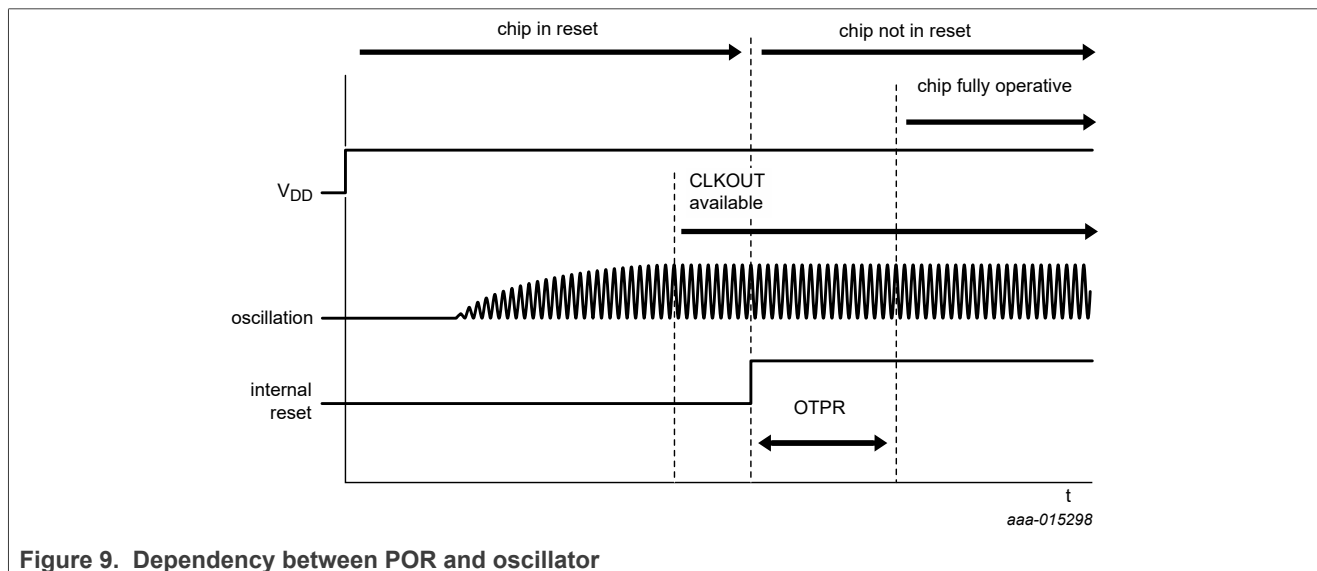 chip in reset
chip not in reset
chip fully operative
VDD
CLKOUT
available
oscillation
internal
reset
OTPR
t
aaa-015298
Figure 9. Dependency between POR and oscillator